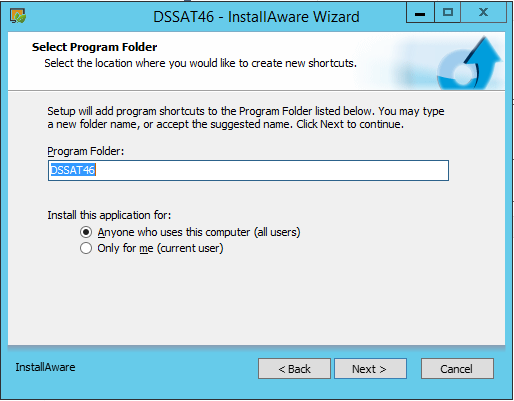 DSSAT46 - InstallAware Wizard
Select Program Folder
Select the location where you would like to create new shortcuts.
Setup will add program shortcuts to the Program Folder listed below. You may type
a new folder name, or accept the suggested name. Click Next to continue.
Program Folder:
DSSAT46
Install this application for:
Anyone who uses this computer (all users)
Only for me (current user)
InstallAware
< Back
Next >
Cancel